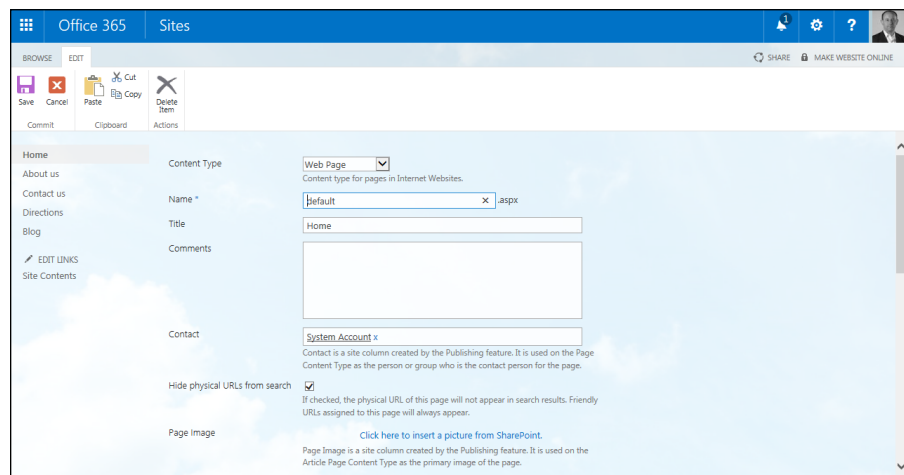 Office 365 Sites 1 ?
BROWSE EDIT SHARE MAKE WEBSITE ONLINE
Save Cancel Paste Cut Copy Delete Item
Commit Clipboard Actions
Home
About us
Contact us
Directions
Blog
EDIT LINKS
Site Contents
Content Type Web Page
Content type for pages in Internet Websites.
Name * default × .aspx
Title Home
Comments
Contact System Account x
Contact is a site column created by the Publishing feature. It is used on the Page
Content Type as the person or group who is the contact person for the page.
Hide physical URLs from search
If checked, the physical URL of this page will not appear in search results. Friendly
URLs assigned to this page will always appear.
Page Image Click here to insert a picture from SharePoint.
Page Image is a site column created by the Publishing feature. It is used on the
Article Page Content Type as the primary image of the page.